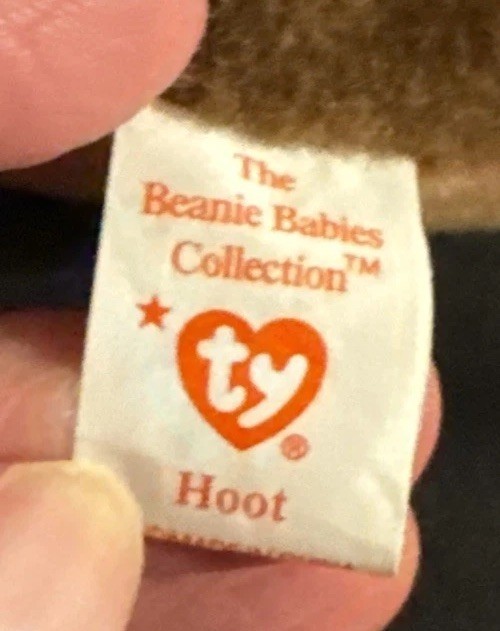 The
Beanie Babies
Collection™
★ ty®
Hoot